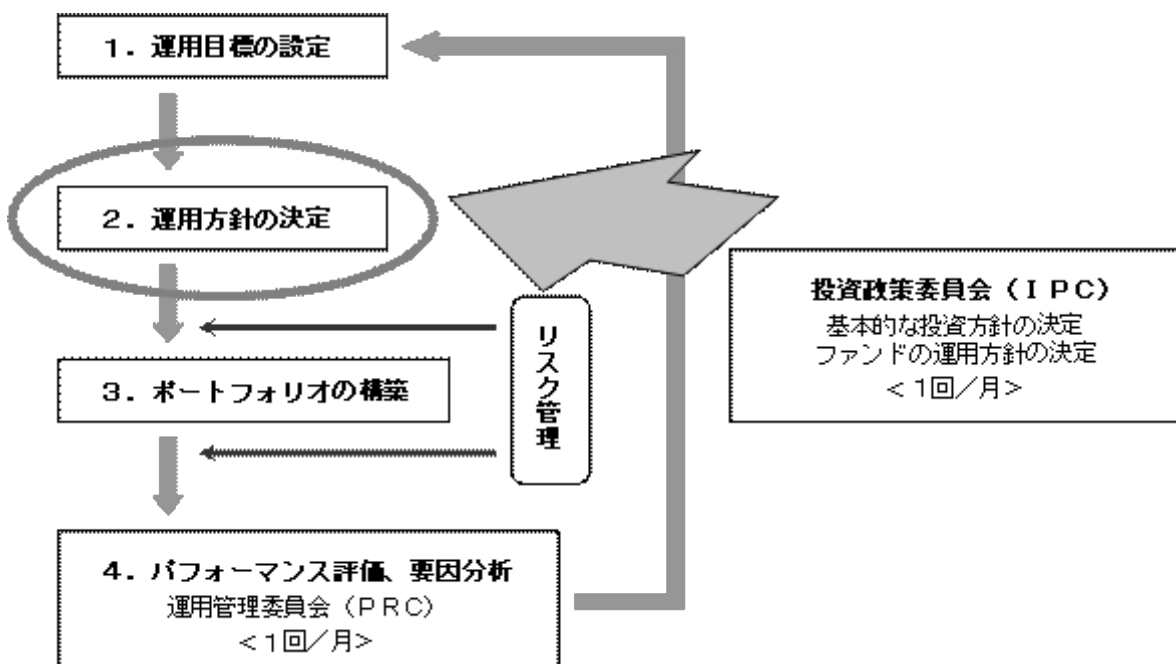 １．運用目標の設定
２．運用方針の決定
３．ポートフォリオの構築
リスク管理
投資政策委員会（ＩＰＣ）
基本的な投資方針の決定
ファンドの運用方針の決定
＜１回／月＞
４．パフォーマンス評価、要因分析
運用管理委員会（ＰＲＣ）
＜１回／月＞